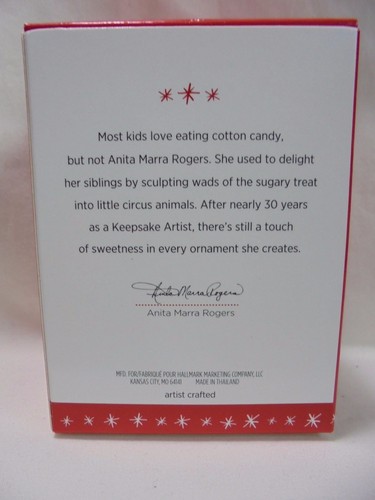 Most kids love eating cotton candy,
but not Anita Marra Rogers. She used to delight
her siblings by sculpting wads of the sugary treat
into little circus animals. After nearly 30 years
as a Keepsake Artist, there's still a touch
of sweetness in every ornament she creates.
Anita Marra Rogers
Anita Marra Rogers
MFD. FOR/FABRIQUÉ POUR HALLMARK MARKETING COMPANY, LLC
KANSAS CITY, MO 64141 MADE IN THAILAND
artist crafted